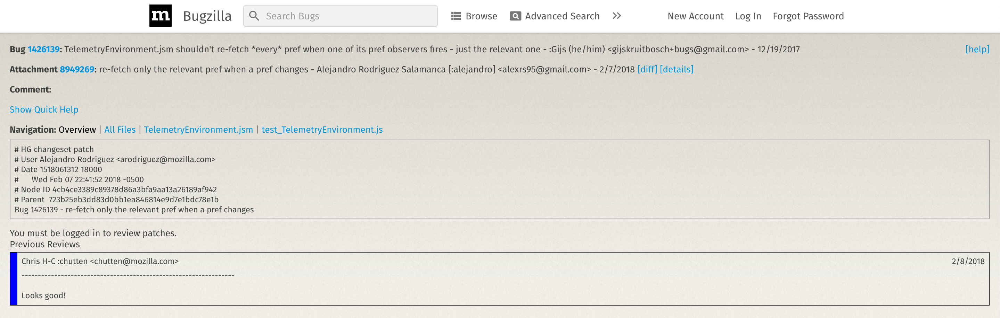 m Bugzilla Search Bugs Browse Advanced Search New Account Log In Forgot Password
Bug 1426139: TelemetryEnvironment.jsm shouldn't re-fetch *every* pref when one of its pref observers fires - just the relevant one - :Gijs (he/him) <gijskruitbosch+bugs@gmail.com> - 12/19/2017 [help]
Attachment 8949269: re-fetch only the relevant pref when a pref changes - Alejandro Rodriguez Salamanca [:alejandro] <alexrs95@gmail.com> - 2/7/2018 [diff] [details]
Comment:
Show Quick Help
Navigation: Overview | All Files | TelemetryEnvironment.jsm | test_TelemetryEnvironment.js
# HG changeset patch
# User Alejandro Rodriguez <arodriguez@mozilla.com>
# Date 1518061312 18000
#      Wed Feb 07 22:41:52 2018 -0500
# Node ID 4cb4ce3389c89378d86a3bfa9aa13a26189af942
# Parent  723b25eb3dd83d0bb1ea846814e9d7e1bdc78e1b
Bug 1426139 - re-fetch only the relevant pref when a pref changes
You must be logged in to review patches.
Previous Reviews
Chris H-C :chutten <chutten@mozilla.com> 2/8/2018
-----------------------------------------------------------------
Looks good!